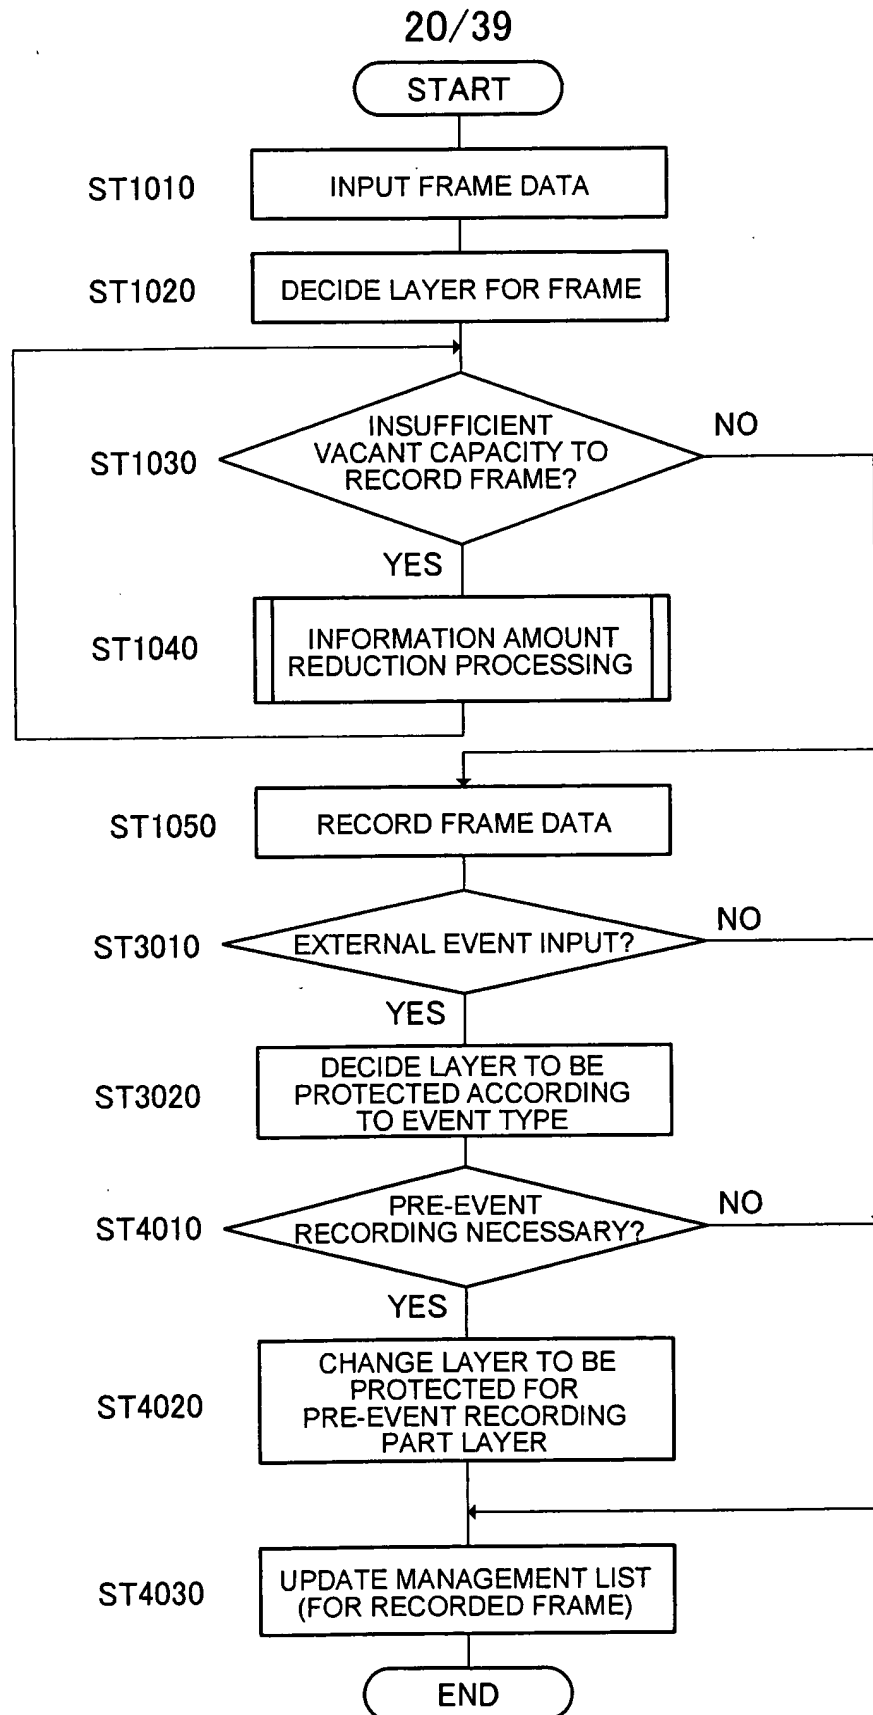 20/39
START
ST1010
INPUT FRAME DATA
ST1020
DECIDE LAYER FOR FRAME
ST1030
INSUFFICIENT
VACANT CAPACITY TO
RECORD FRAME?
NO
YES
ST1040
INFORMATION AMOUNT
REDUCTION PROCESSING
ST1050
RECORD FRAME DATA
ST3010
EXTERNAL EVENT INPUT?
NO
YES
ST3020
DECIDE LAYER TO BE
PROTECTED ACCORDING
TO EVENT TYPE
ST4010
PRE-EVENT
RECORDING NECESSARY?
NO
YES
ST4020
CHANGE LAYER TO BE
PROTECTED FOR
PRE-EVENT RECORDING
PART LAYER
ST4030
UPDATE MANAGEMENT LIST
(FOR RECORDED FRAME)
END